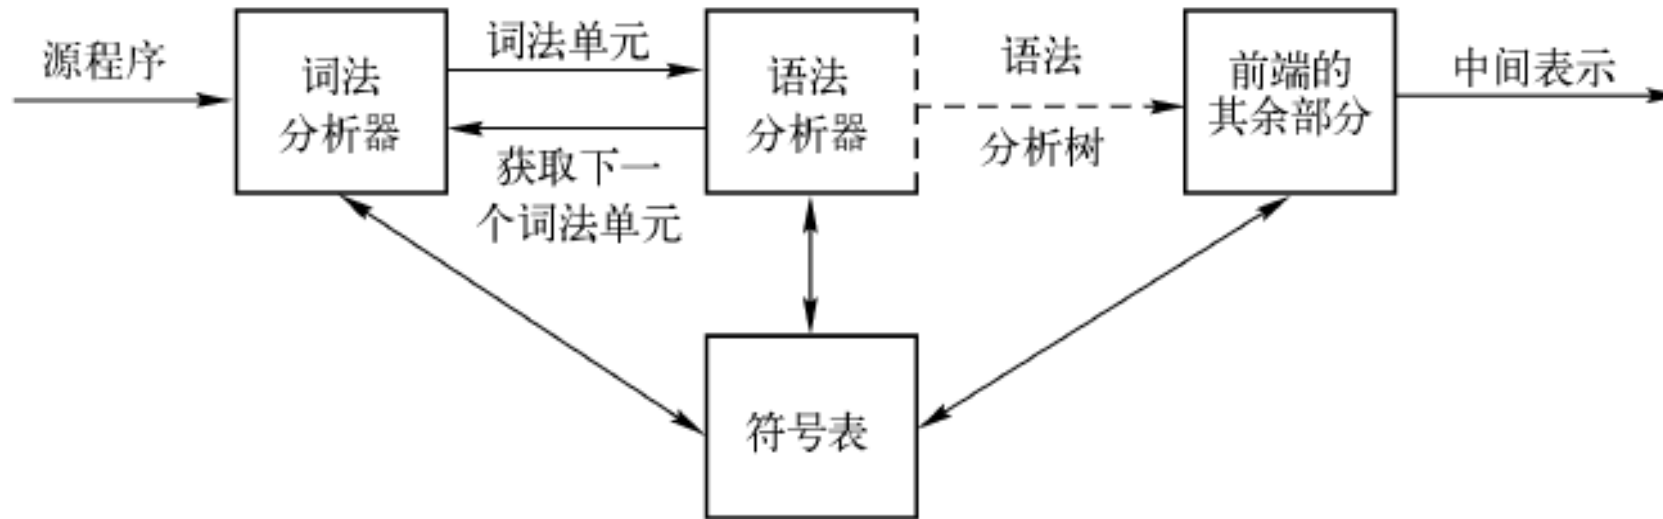 源程序
词法
分析器
词法单元
获取下一
个词法单元
语法
分析器
语法
分析树
前端的
其余部分
中间表示
符号表